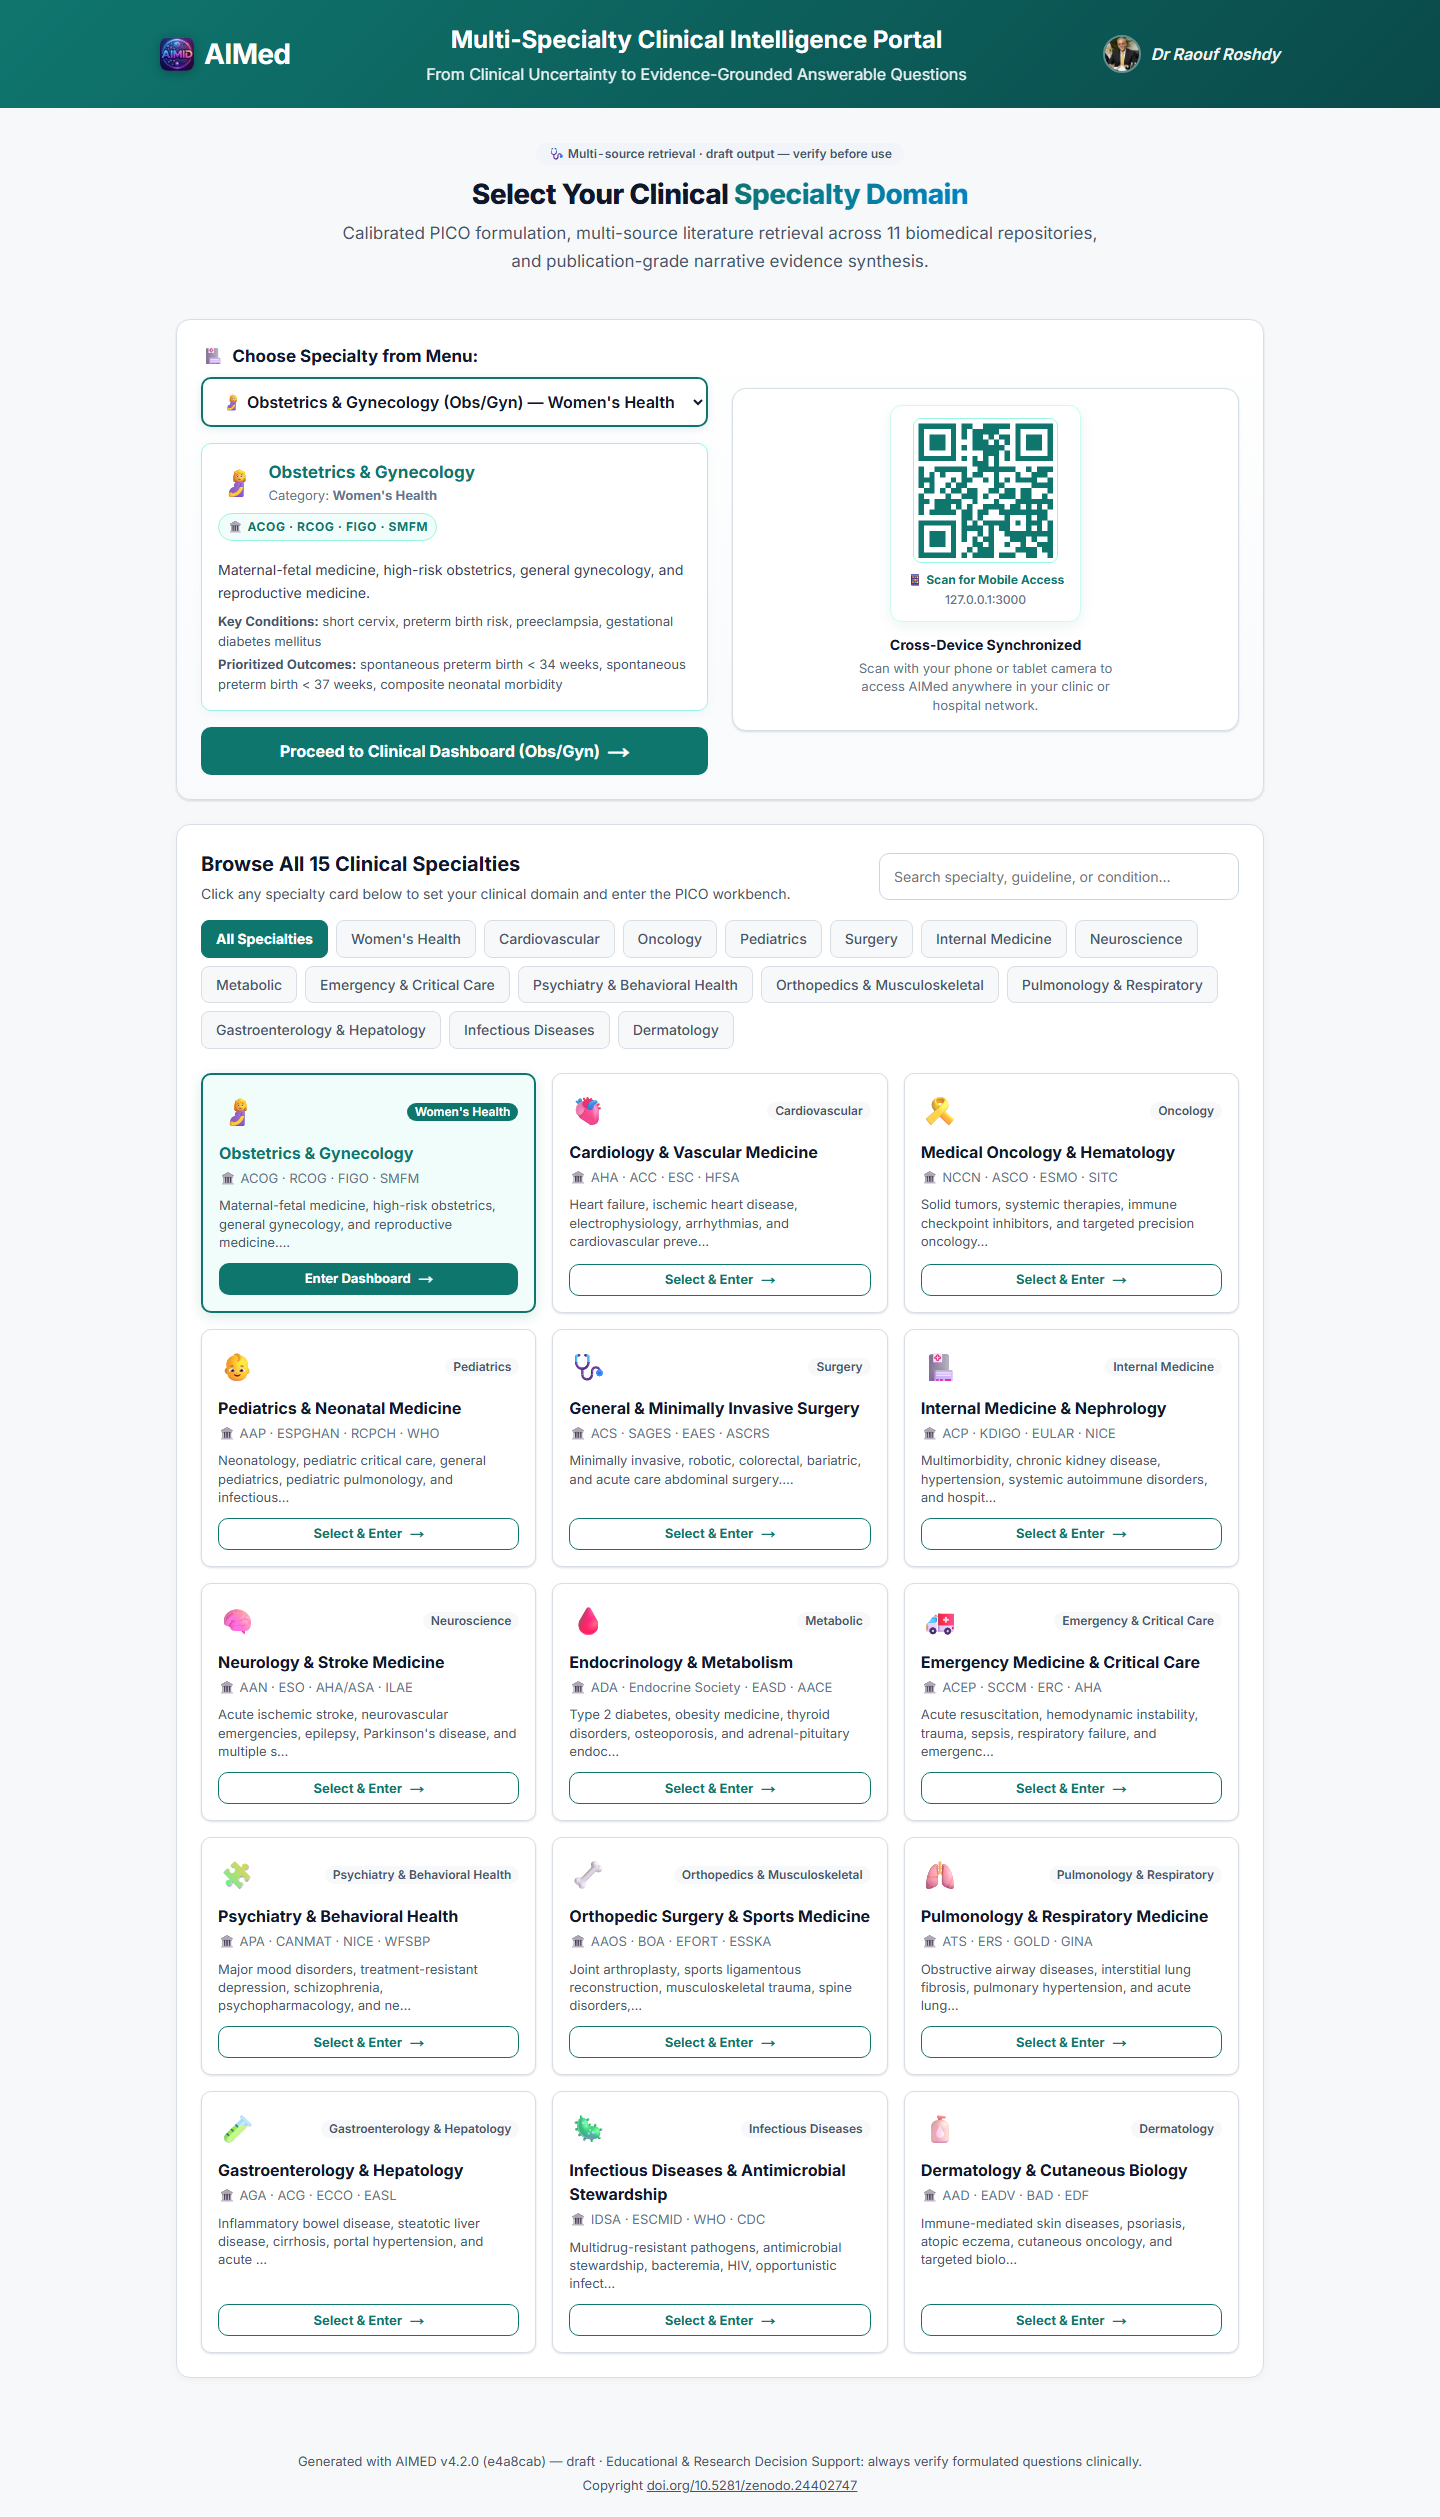 AIMed
Multi-Specialty Clinical Intelligence Portal
From Clinical Uncertainty to Evidence-Grounded Answerable Questions
Dr Raouf Roshdy
Multi-source retrieval · draft output — verify before use
Select Your Clinical Specialty Domain
Calibrated PICO formulation, multi-source literature retrieval across 11 biomedical repositories,
and publication-grade narrative evidence synthesis.
Choose Specialty from Menu:
Obstetrics & Gynecology (Obs/Gyn) — Women's Health
Obstetrics & Gynecology
Category: Women's Health
ACOG · RCOG · FIGO · SMFM
Maternal-fetal medicine, high-risk obstetrics, general gynecology, and
reproductive medicine.
Key Conditions: short cervix, preterm birth risk, preeclampsia, gestational
diabetes mellitus
Prioritized Outcomes: spontaneous preterm birth < 34 weeks, spontaneous
preterm birth < 37 weeks, composite neonatal morbidity
Proceed to Clinical Dashboard (Obs/Gyn) →
Scan for Mobile Access
127.0.0.1:3000
Cross-Device Synchronized
Scan with your phone or tablet camera to
access AIMed anywhere in your clinic or
hospital network.
Browse All 15 Clinical Specialties
Click any specialty card below to set your clinical domain and enter the PICO workbench.
Search specialty, guideline, or condition...
All Specialties
Women's Health
Cardiovascular
Oncology
Pediatrics
Surgery
Internal Medicine
Neuroscience
Metabolic
Emergency & Critical Care
Psychiatry & Behavioral Health
Orthopedics & Musculoskeletal
Pulmonology & Respiratory
Gastroenterology & Hepatology
Infectious Diseases
Dermatology
Women's Health
Obstetrics & Gynecology
ACOG · RCOG · FIGO · SMFM
Maternal-fetal medicine, high-risk obstetrics,
general gynecology, and reproductive
medicine....
Enter Dashboard →
Cardiovascular
Cardiology & Vascular Medicine
AHA · ACC · ESC · HFSA
Heart failure, ischemic heart disease,
electrophysiology, arrhythmias, and
cardiovascular preve...
Select & Enter →
Oncology
Medical Oncology & Hematology
NCCN · ASCO · ESMO · SITC
Solid tumors, systemic therapies, immune
checkpoint inhibitors, and targeted precision
oncology...
Select & Enter →
Pediatrics
Pediatrics & Neonatal Medicine
AAP · ESPGHAN · RCPCH · WHO
Neonatology, pediatric critical care, general
pediatrics, pediatric pulmonology, and
infectious...
Select & Enter →
Surgery
General & Minimally Invasive Surgery
ACS · SAGES · EAES · ASCRS
Minimally invasive, robotic, colorectal, bariatric,
and acute care abdominal surgery....
Select & Enter →
Internal Medicine
Internal Medicine & Nephrology
ACP · KDIGO · EULAR · NICE
Multimorbidity, chronic kidney disease,
hypertension, systemic autoimmune disorders,
and hospit...
Select & Enter →
Neuroscience
Neurology & Stroke Medicine
AAN · ESO · AHA/ASA · ILAE
Acute ischemic stroke, neurovascular
emergencies, epilepsy, Parkinson's disease, and
multiple s...
Select & Enter →
Metabolic
Endocrinology & Metabolism
ADA · Endocrine Society · EASD · AACE
Type 2 diabetes, obesity medicine, thyroid
disorders, osteoporosis, and adrenal-pituitary
endoc...
Select & Enter →
Emergency & Critical Care
Emergency Medicine & Critical Care
ACEP · SCCM · ERC · AHA
Acute resuscitation, hemodynamic instability,
trauma, sepsis, respiratory failure, and
emergenc...
Select & Enter →
Psychiatry & Behavioral Health
Psychiatry & Behavioral Health
APA · CANMAT · NICE · WFSBP
Major mood disorders, treatment-resistant
depression, schizophrenia,
psychopharmacology, and ne...
Select & Enter →
Orthopedics & Musculoskeletal
Orthopedic Surgery & Sports Medicine
AAOS · BOA · EFORT · ESSKA
Joint arthroplasty, sports ligamentous
reconstruction, musculoskeletal trauma, spine
disorders,...
Select & Enter →
Pulmonology & Respiratory
Pulmonology & Respiratory Medicine
ATS · ERS · GOLD · GINA
Obstructive airway diseases, interstitial lung
fibrosis, pulmonary hypertension, and acute
lung...
Select & Enter →
Gastroenterology & Hepatology
Gastroenterology & Hepatology
AGA · ACG · ECCO · EASL
Inflammatory bowel disease, steatotic liver
disease, cirrhosis, portal hypertension, and
acute ...
Select & Enter →
Infectious Diseases
Infectious Diseases & Antimicrobial
Stewardship
IDSA · ESCMID · WHO · CDC
Multidrug-resistant pathogens, antimicrobial
stewardship, bacteremia, HIV, opportunistic
infect...
Select & Enter →
Dermatology
Dermatology & Cutaneous Biology
AAD · EADV · BAD · EDF
Immune-mediated skin diseases, psoriasis,
atopic eczema, cutaneous oncology, and
targeted biolo...
Select & Enter →
Generated with AIMED v4.2.0 (e4a8cab) — draft · Educational & Research Decision Support: always verify formulated questions clinically.
Copyright doi.org/10.5281/zenodo.24402747